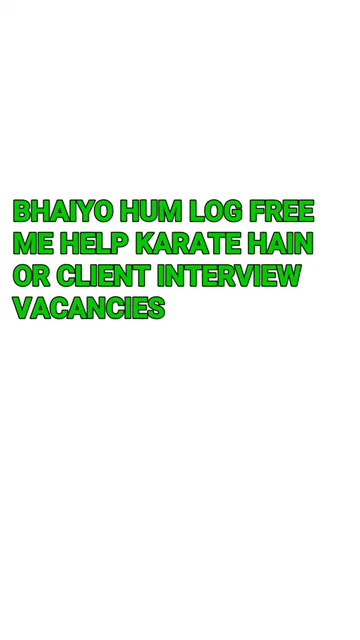 BHAIYO HUM LOG FREE
ME HELP KARATE HAIN
OR CLIENT INTERVIEW
VACANCIES